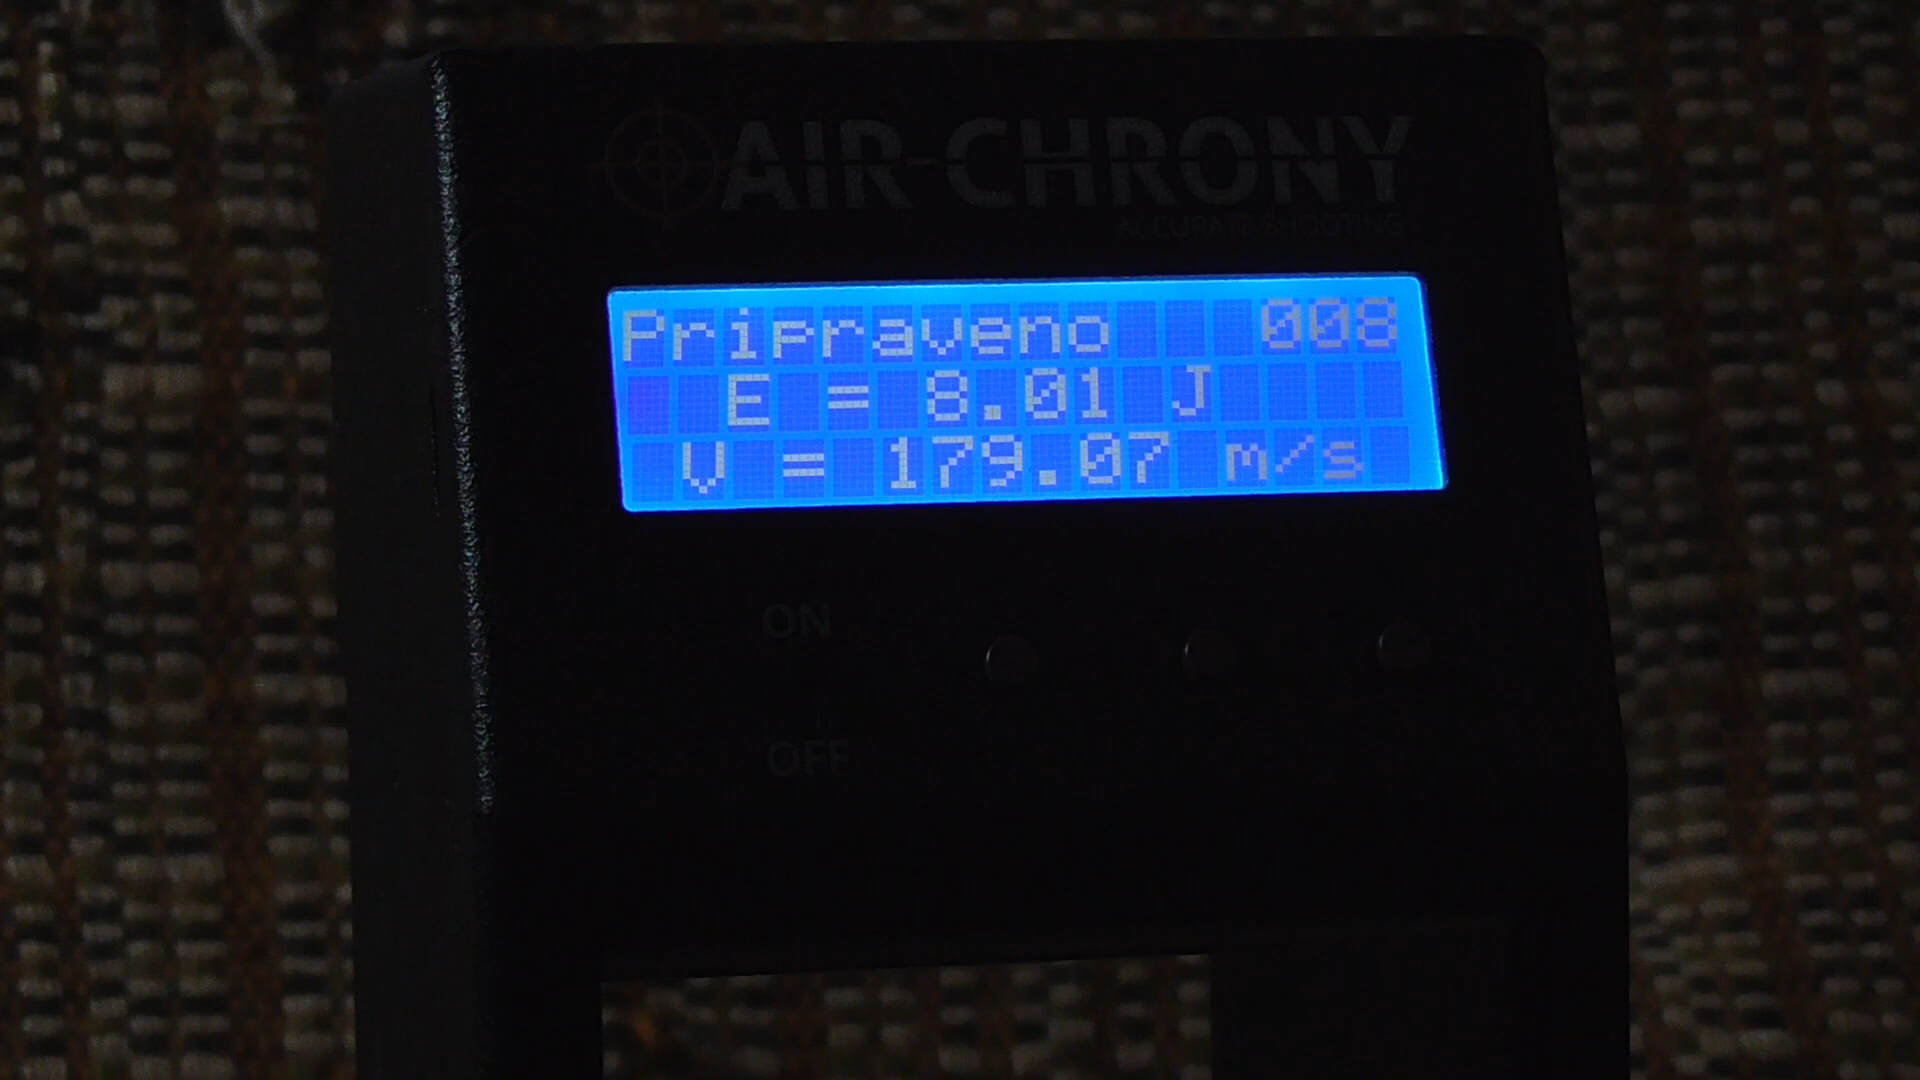 AIR-CHRONY
ACCURATE SHOOTING
Pripraveno 008
E = 8.01 J
V = 179.07 m/s
ON
OFF